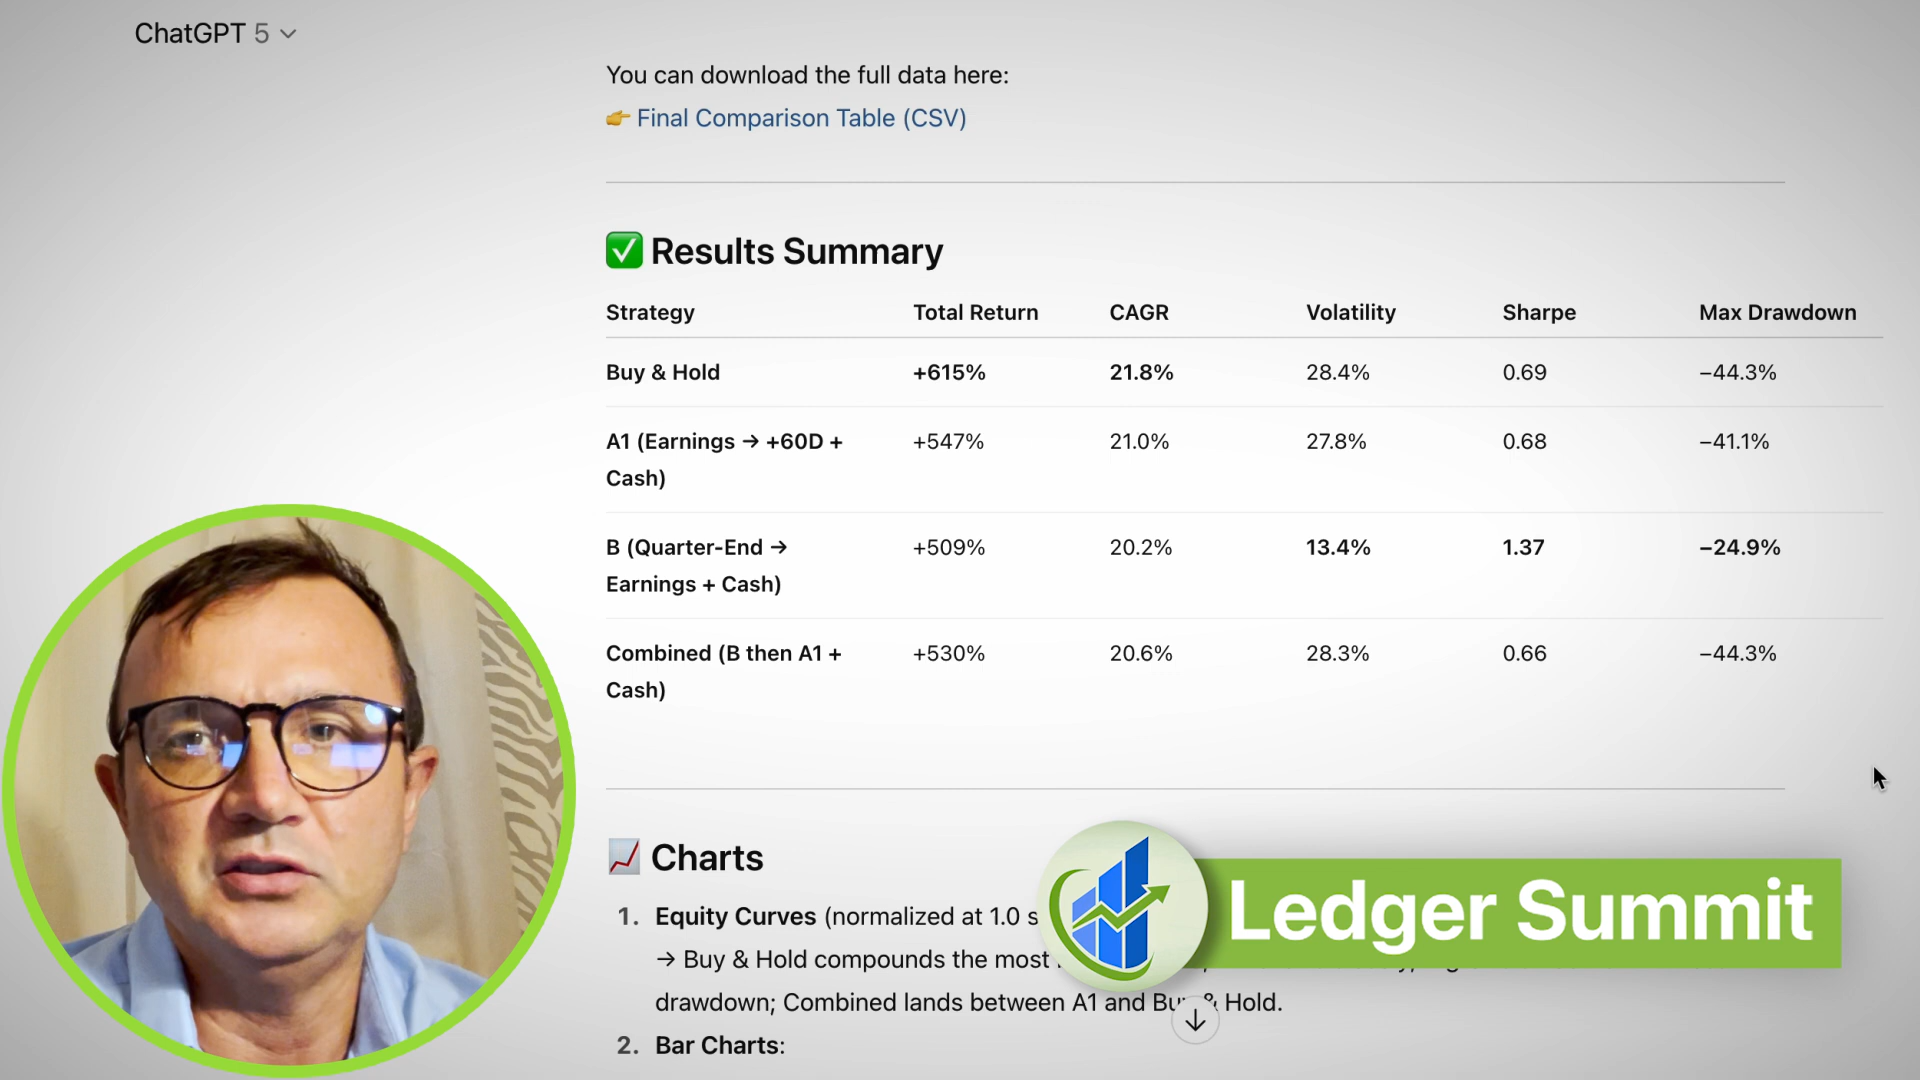 ChatGPT 5
You can download the full data here:
👉 Final Comparison Table (CSV)
✅ Results Summary
Strategy Total Return CAGR Volatility Sharpe Max Drawdown
Buy & Hold +615% 21.8% 28.4% 0.69 −44.3%
A1 (Earnings → +60D + +547% 21.0% 27.8% 0.68 −41.1%
Cash)
B (Quarter-End → +509% 20.2% 13.4% 1.37 −24.9%
Earnings + Cash)
Combined (B then A1 + +530% 20.6% 28.3% 0.66 −44.3%
Cash)
📈 Charts
1. Equity Curves (normalized at 1.0
→ Buy & Hold compounds the most
drawdown; Combined lands between A1 and Buy & Hold.
2. Bar Charts:
Ledger Summit